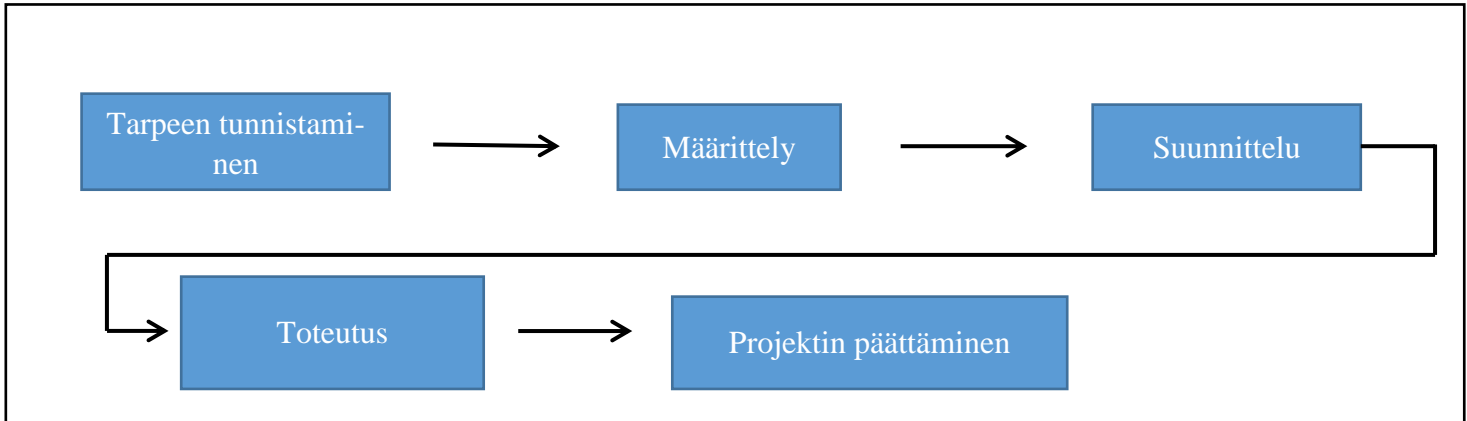 Tarpeen tunnistami-
nen
Määrittely
Suunnittelu
Toteutus
Projektin päättäminen